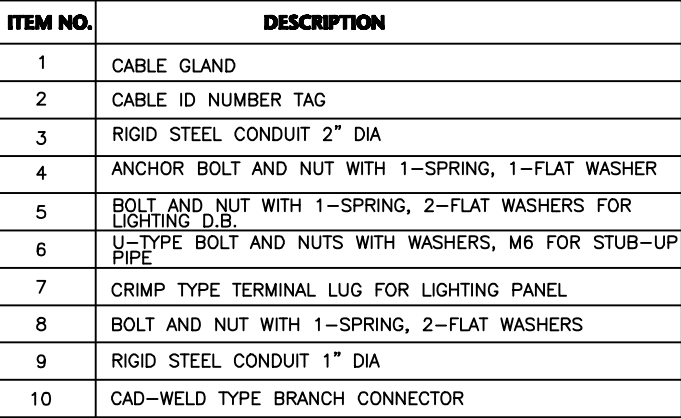 ITEM NO. DESCRIPTION
1 CABLE GLAND
2 CABLE ID NUMBER TAG
3 RIGID STEEL CONDUIT 2" DIA
4 ANCHOR BOLT AND NUT WITH 1-SPRING, 1-FLAT WASHER
5 BOLT AND NUT WITH 1-SPRING, 2-FLAT WASHERS FOR
LIGHTING D.B.
6 U-TYPE BOLT AND NUTS WITH WASHERS, M6 FOR STUB-UP
PIPE
7 CRIMP TYPE TERMINAL LUG FOR LIGHTING PANEL
8 BOLT AND NUT WITH 1-SPRING, 2-FLAT WASHERS
9 RIGID STEEL CONDUIT 1" DIA
10 CAD-WELD TYPE BRANCH CONNECTOR